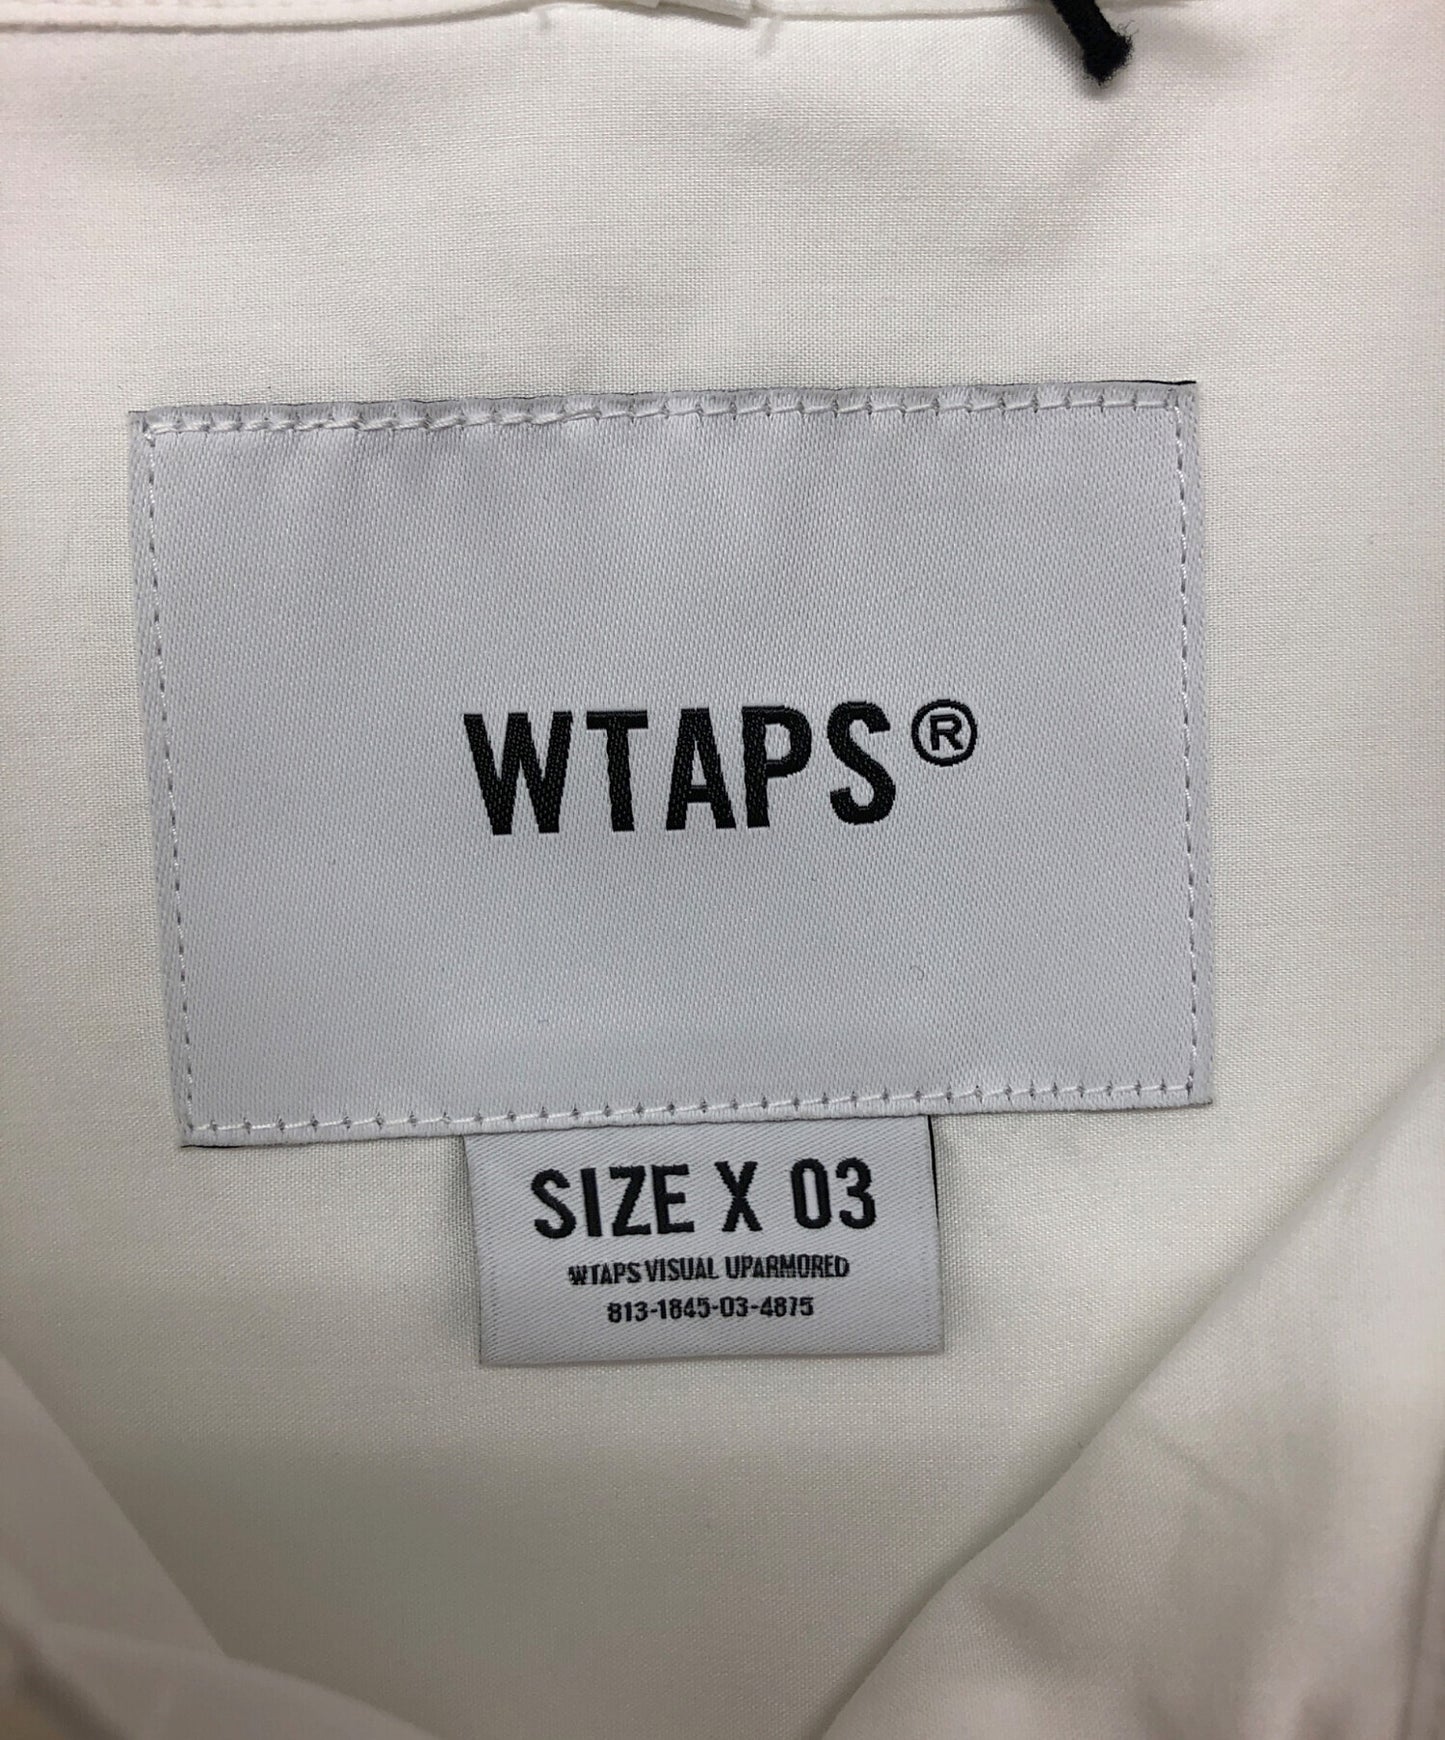 WTAPS®
SIZE X 03
WTAPS VISUAL UPARMORED
813-1845-03-4875